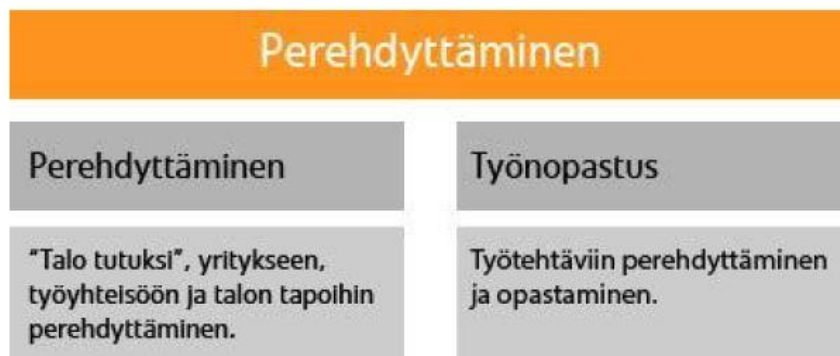 Perehdyttäminen
Perehdyttäminen
"Talo tutuksi", yritykseen,
työyhteisöön ja talon tapoihin
perehdyttäminen.
Työnopastus
Työtehtäviin perehdyttäminen
ja opastaminen.